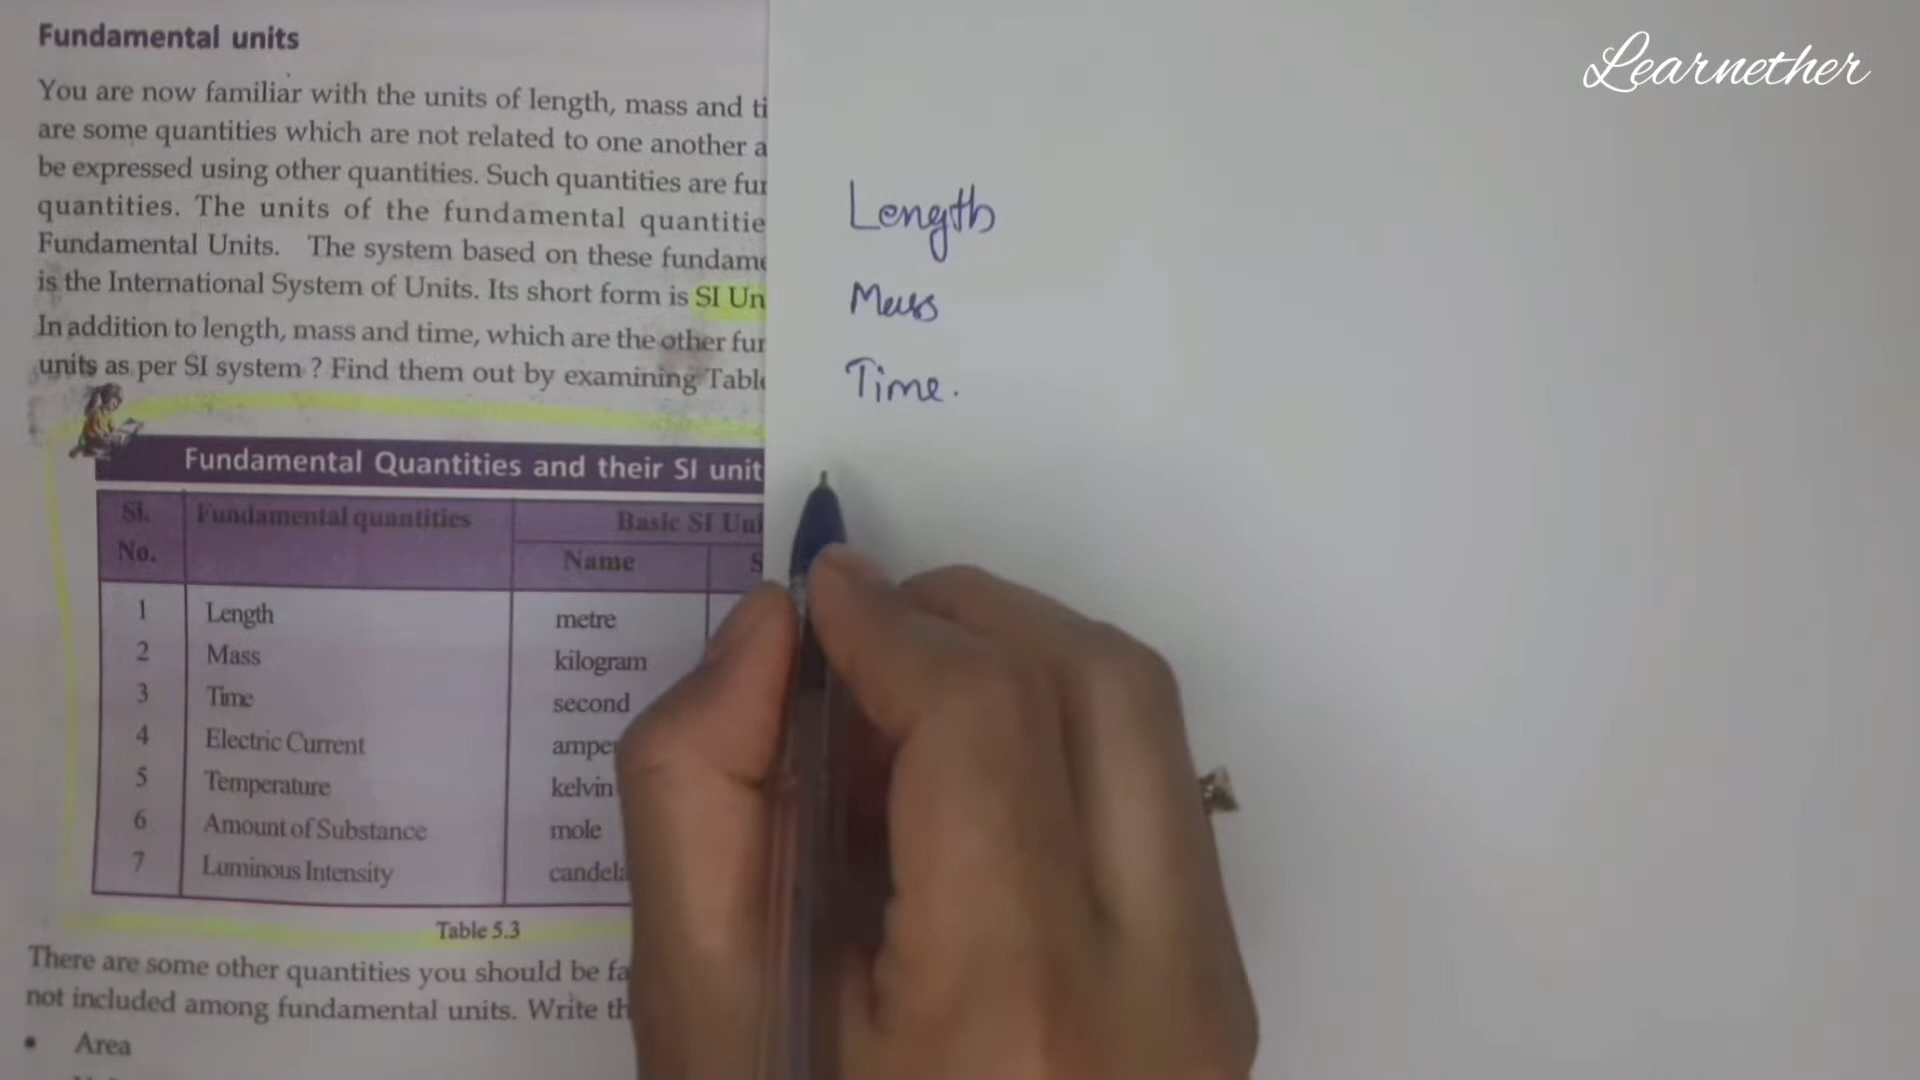 Fundamental units
You are now familiar with the units of length, mass and ti
are some quantities which are not related to one another a
be expressed using other quantities. Such quantities are fur
quantities. The units of the fundamental quantitie
Fundamental Units. The system based on these fundame
is the International System of Units. Its short form is SI Un
In addition to length, mass and time, which are the other fur
units as per SI system ? Find them out by examining Table
Fundamental Quantities and their SI unit
Sl. No. Fundamental quantities Basic SI Uni
Name S
1 Length metre
2 Mass kilogram
3 Time second
4 Electric Current amper
5 Temperature kelvin
6 Amount of Substance mole
7 Luminous Intensity candela
Table 5.3
There are some other quantities you should be fa
not included among fundamental units. Write th
• Area
Learnether
Length
Mass
Time.